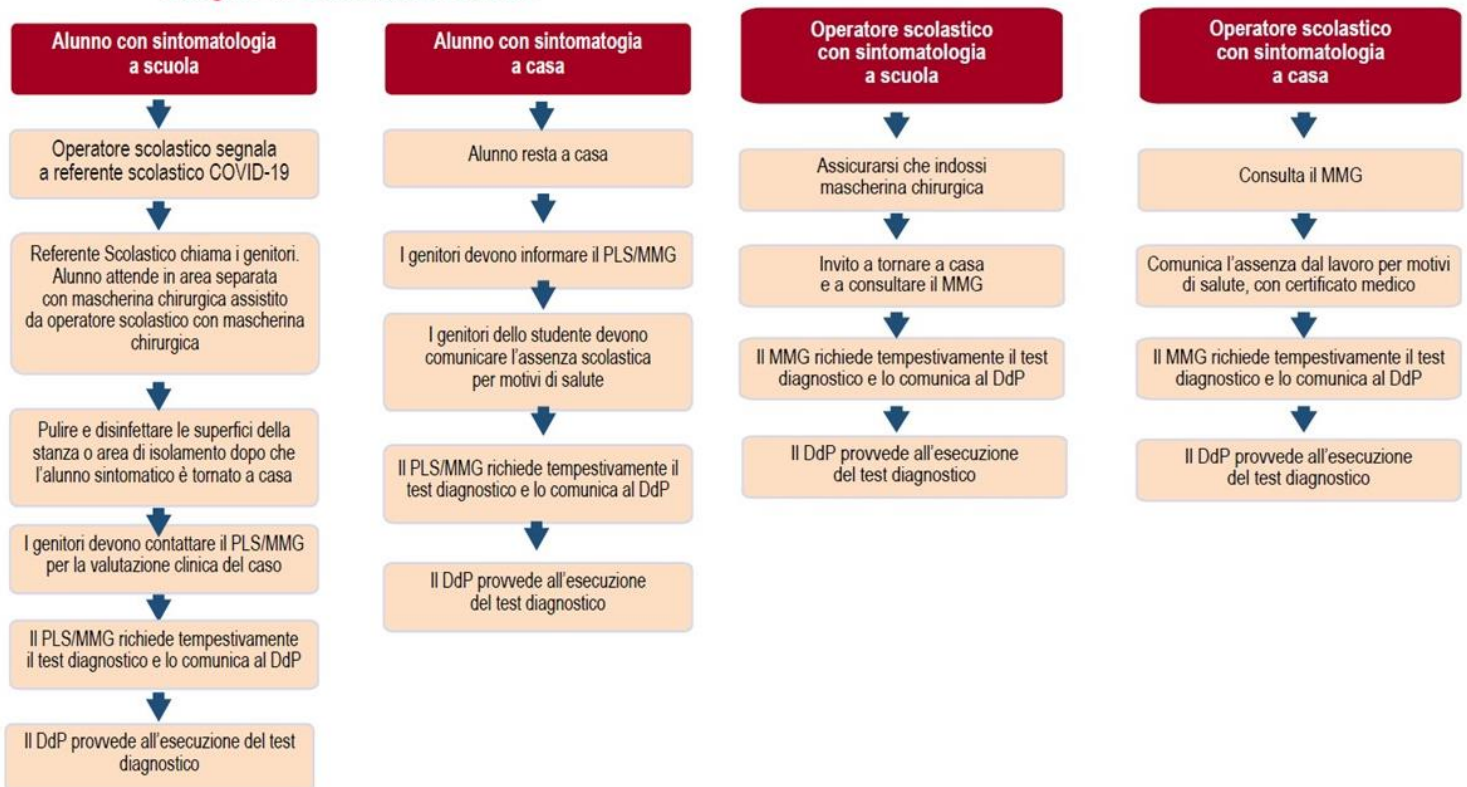 Alunno con sintomatologia
a scuola
Operatore scolastico segnala
a referente scolastico COVID-19
Referente Scolastico chiama i genitori.
Alunno attende in area separata
con mascherina chirurgica assistito
da operatore scolastico con mascherina
chirurgica
Pulire e disinfettare le superfici della
stanza o area di isolamento dopo che
l'alunno sintomatico è tornato a casa
I genitori devono contattare il PLS/MMG
per la valutazione clinica del caso
Il PLS/MMG richiede tempestivamente
il test diagnostico e lo comunica al DdP
Il DdP provvede all'esecuzione del test
diagnostico
Alunno con sintomatogia
a casa
Alunno resta a casa
I genitori devono informare il PLS/MMG
I genitori dello studente devono
comunicare l'assenza scolastica
per motivi di salute
Il PLS/MMG richiede tempestivamente il
test diagnostico e lo comunica al DdP
Il DdP provvede all'esecuzione
del test diagnostico
Operatore scolastico
con sintomatologia
a scuola
Assicurarsi che indossi
mascherina chirurgica
Invito a tornare a casa
e a consultare il MMG
Il MMG richiede tempestivamente il test
diagnostico e lo comunica al DdP
Il DdP provvede all'esecuzione
del test diagnostico
Operatore scolastico
con sintomatologia
a casa
Consulta il MMG
Comunica l'assenza dal lavoro per motivi
di salute, con certificato medico
Il MMG richiede tempestivamente il test
diagnostico e lo comunica al DdP
Il DdP provvede all'esecuzione
del test diagnostico